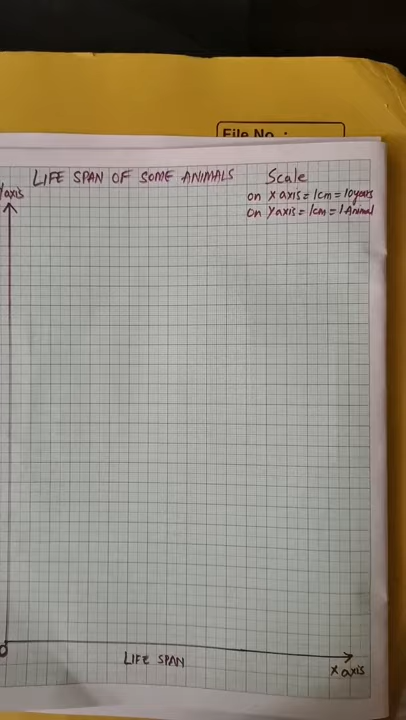 File No. :
LIFE SPAN OF SOME ANIMALS
Scale
on X axis = 1cm = 10years
on Y axis = 1cm = 1 Animal
axis
O
LIFE SPAN
X axis